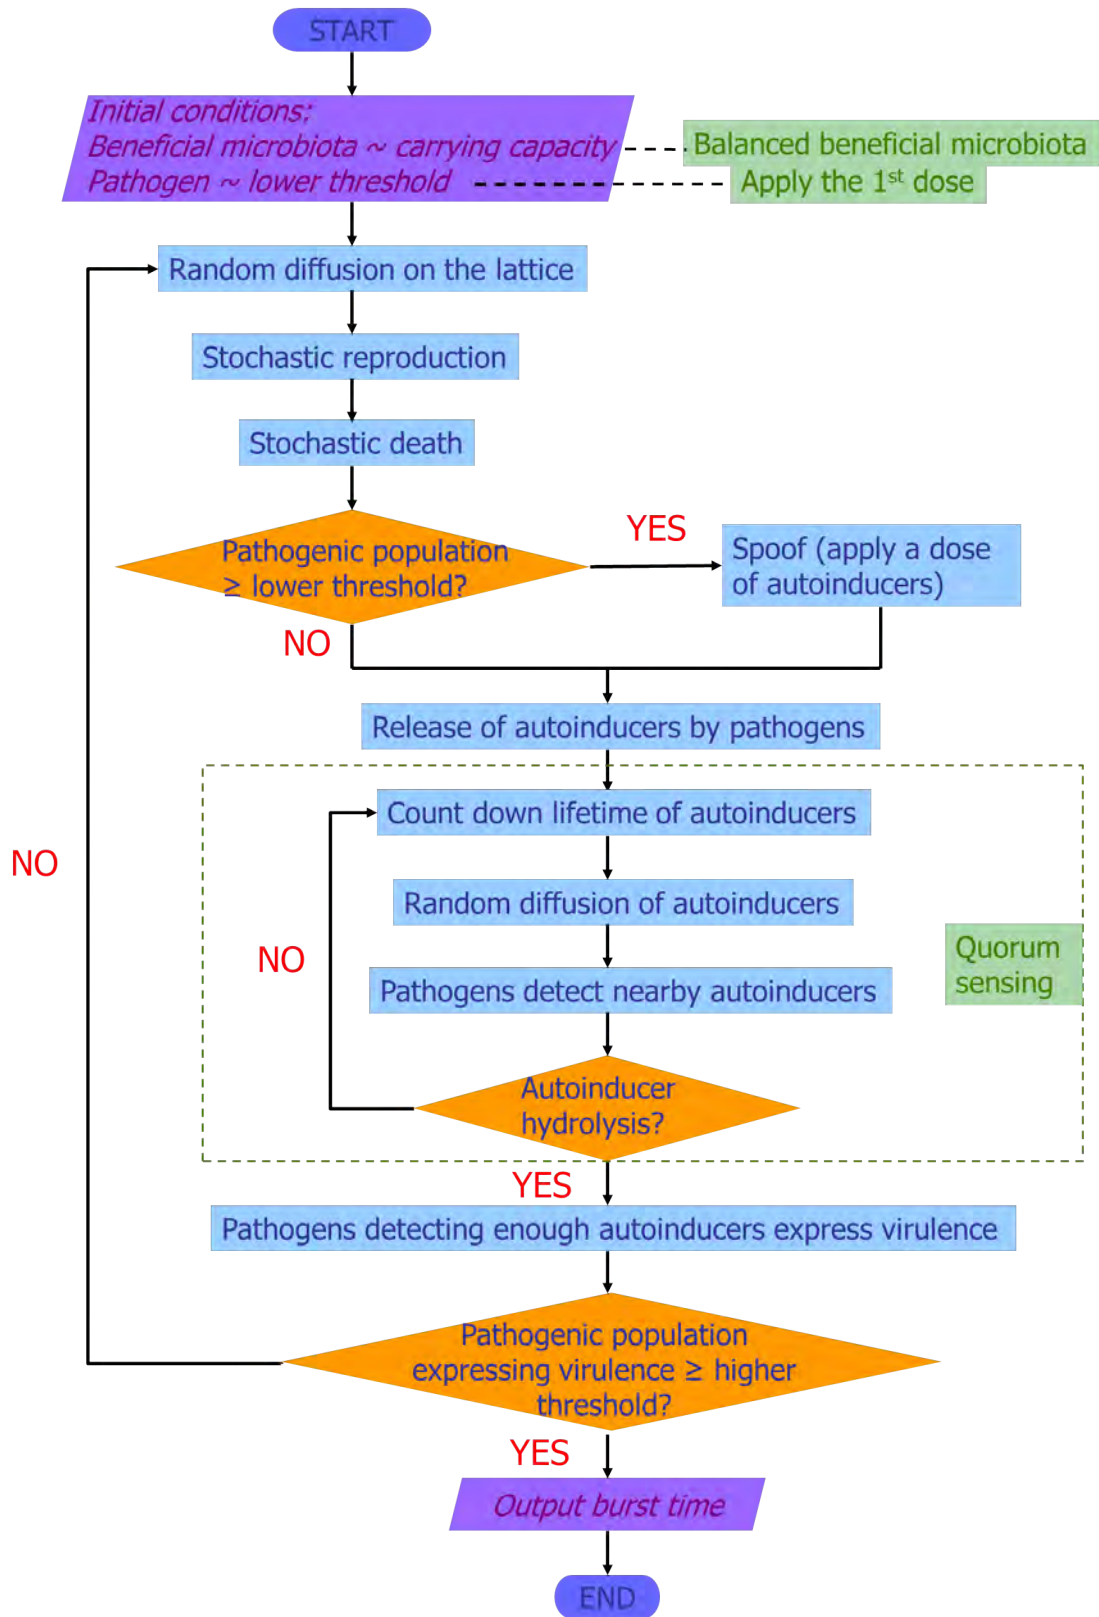 START
Initial conditions:
Beneficial microbiota ~ carrying capacity
Balanced beneficial microbiota
Pathogen ~ lower threshold
Apply the 1st dose
Random diffusion on the lattice
Stochastic reproduction
Stochastic death
YES
Pathogenic population
≥ lower threshold?
Spoof (apply a dose
of autoinducers)
NO
Release of autoinducers by pathogens
Count down lifetime of autoinducers
NO
Random diffusion of autoinducers
NO
Quorum
sensing
Pathogens detect nearby autoinducers
Autoinducer
hydrolysis?
YES
Pathogens detecting enough autoinducers express virulence
Pathogenic population
expressing virulence ≥ higher
threshold?
YES
Output burst time
END